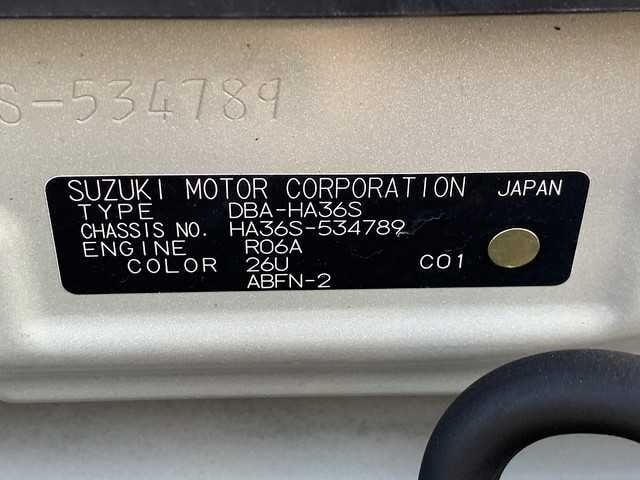 S-534789
SUZUKI MOTOR CORPORATION JAPAN
TYPE DBA-HA36S
CHASSIS NO. HA36S-534789
ENGINE R06A
COLOR 26U C01
ABFN-2